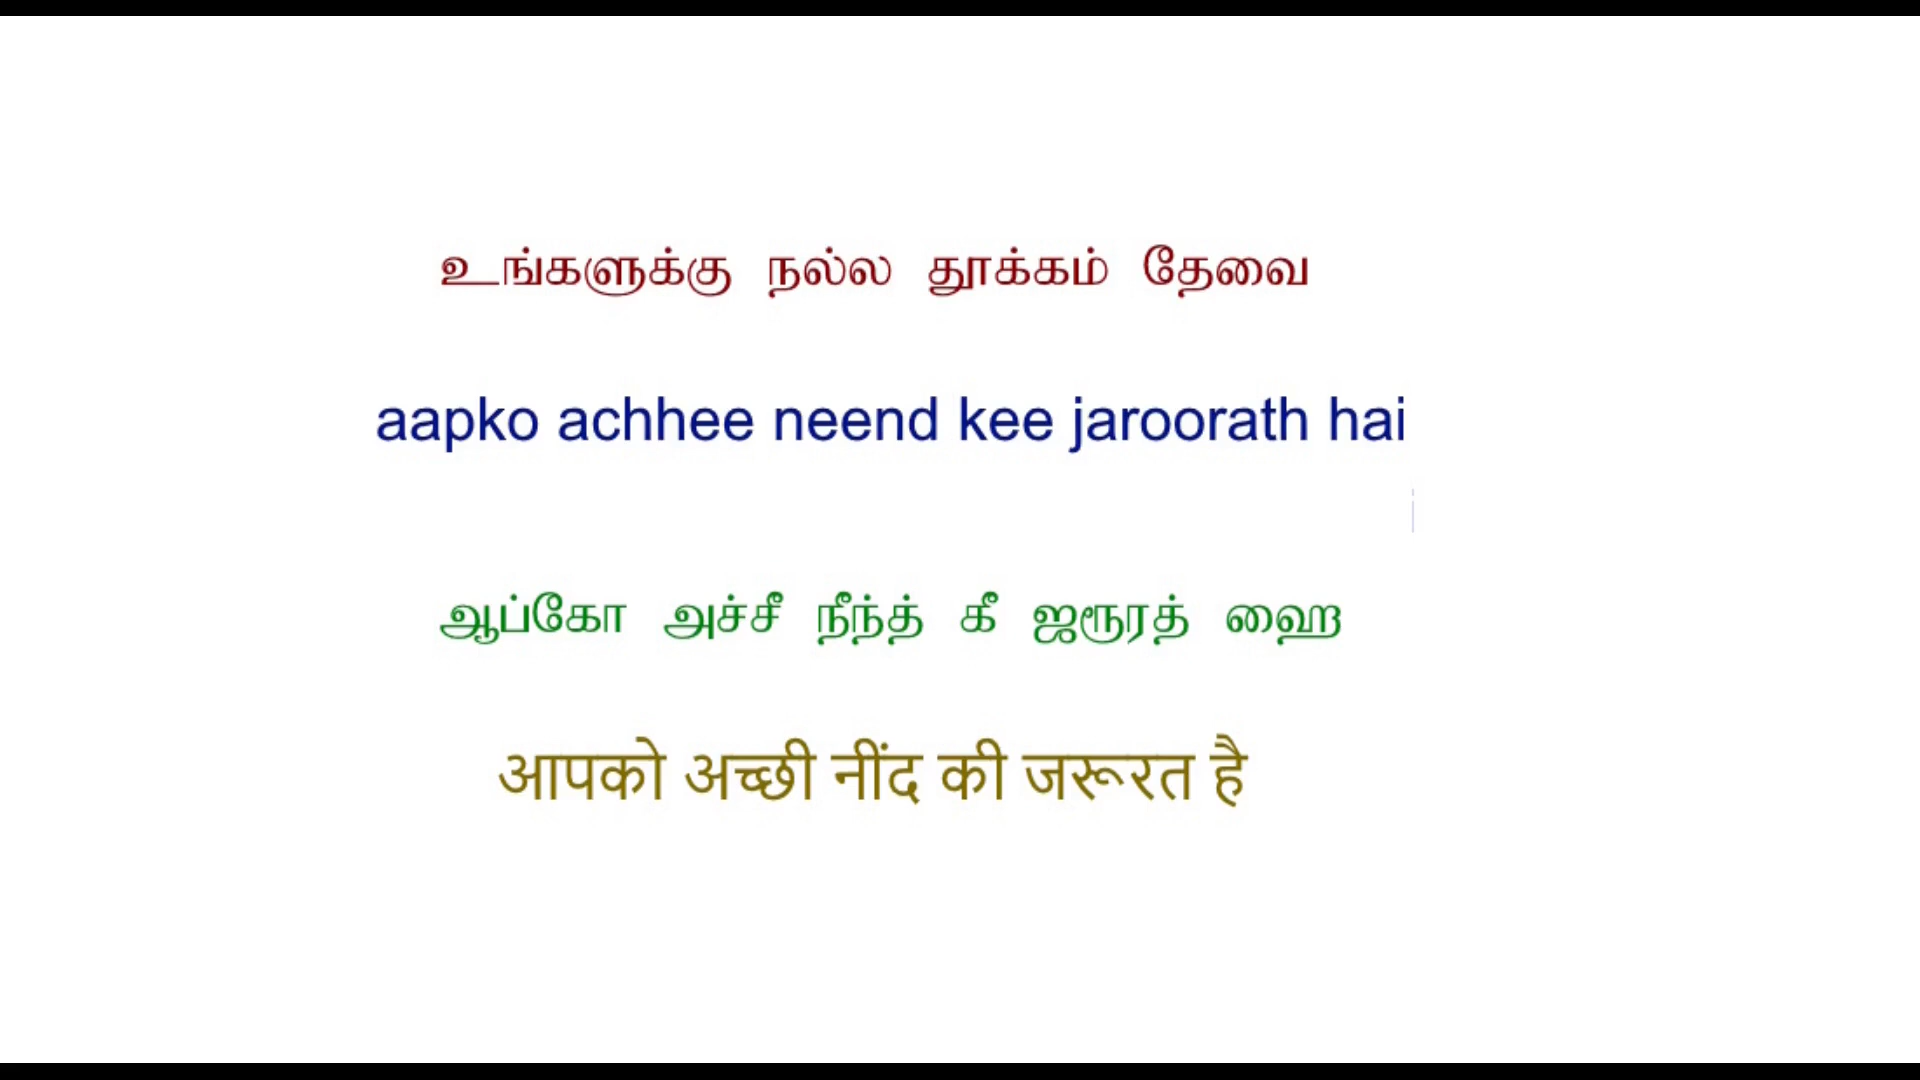 உங்களுக்கு நல்ல தூக்கம் தேவை
aapko achhee neend kee jaroorath hai
ஆப்கோ அச்சீ நீந்த் கீ ஜரூரத் ஹை
आपको अच्छी नींद की जरूरत है